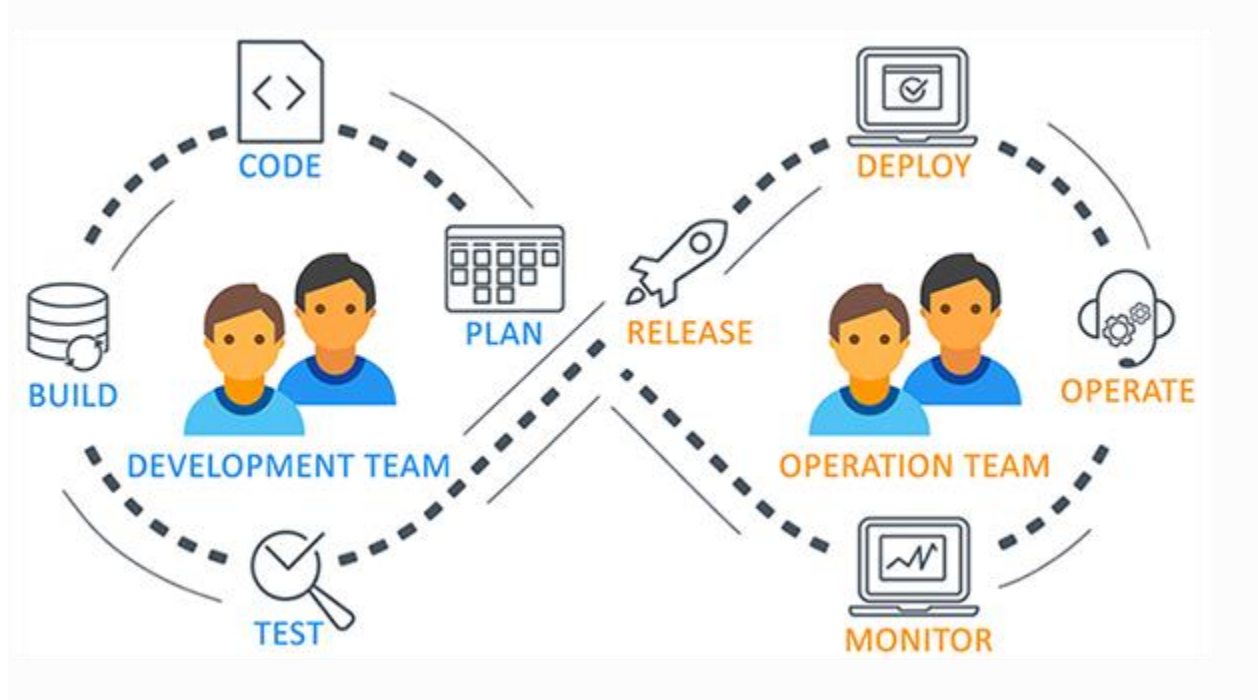 CODE
DEPLOY
PLAN
RELEASE
BUILD
OPERATE
DEVELOPMENT TEAM
OPERATION TEAM
TEST
MONITOR